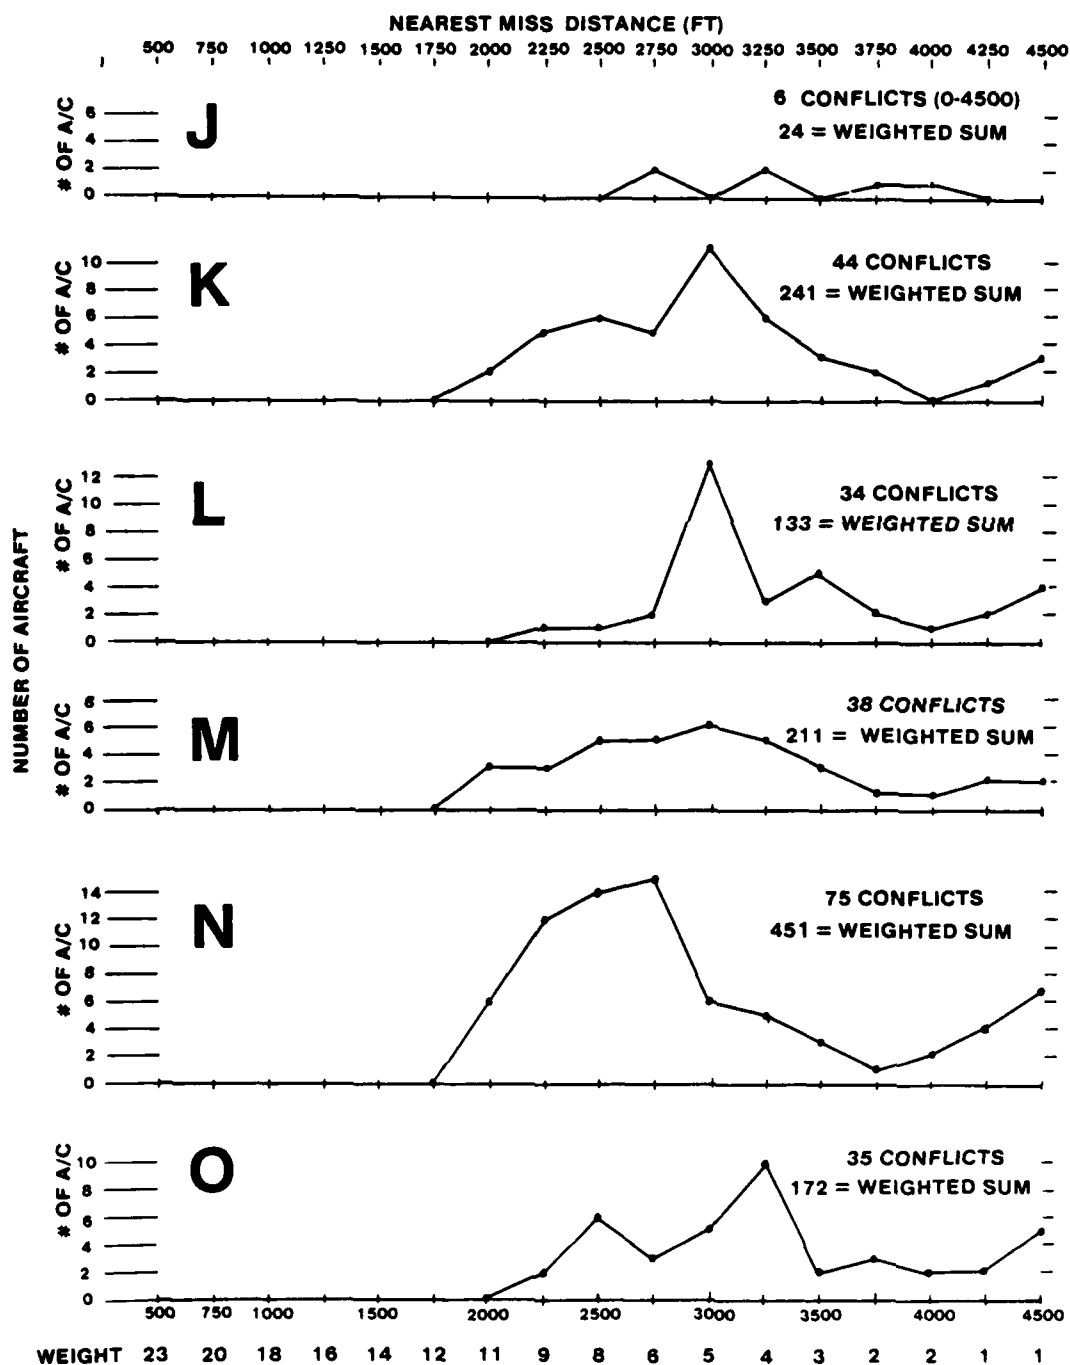 NEAREST MISS DISTANCE (FT)
500 750 1000 1250 1500 1750 2000 2250 2500 2750 3000 3250 3500 3750 4000 4250 4500
NUMBER OF AIRCRAFT
# OF A/C
6
4
2
0
J
6 CONFLICTS (0-4500)
24 = WEIGHTED SUM
# OF A/C
10
8
6
4
2
0
K
44 CONFLICTS
241 = WEIGHTED SUM
# OF A/C
12
10
8
6
4
2
0
L
34 CONFLICTS
133 = WEIGHTED SUM
# OF A/C
8
6
4
2
0
M
38 CONFLICTS
211 = WEIGHTED SUM
# OF A/C
14
12
10
8
6
4
2
0
N
75 CONFLICTS
451 = WEIGHTED SUM
# OF A/C
10
8
6
4
2
0
O
35 CONFLICTS
172 = WEIGHTED SUM
500 750 1000 1500 2000 2500 3000 3500 4000 4500
WEIGHT 23 20 18 16 14 12 11 9 8 6 5 4 3 2 2 1 1